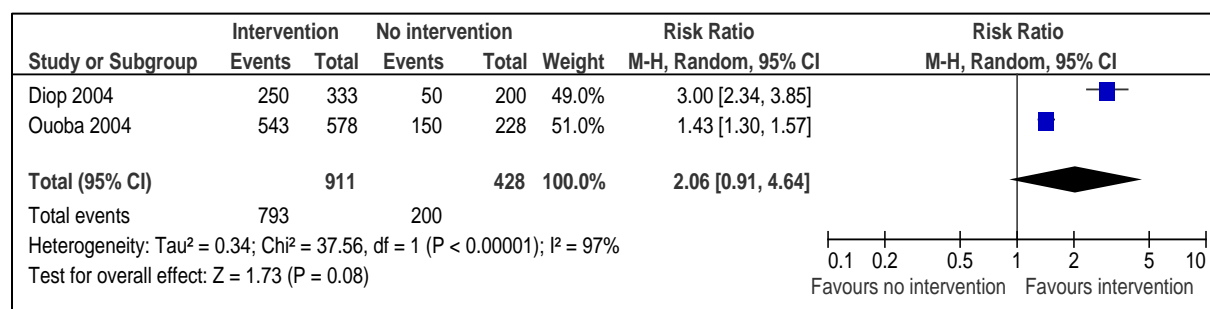 Intervention No intervention Risk Ratio Risk Ratio
Study or Subgroup Events Total Events Total Weight M-H, Random, 95% CI M-H, Random, 95% CI
Diop 2004 250 333 50 200 49.0% 3.00 [2.34, 3.85]
Ouoba 2004 543 578 150 228 51.0% 1.43 [1.30, 1.57]
Total (95% CI) 911 428 100.0% 2.06 [0.91, 4.64]
Total events 793 200
Heterogeneity: Tau² = 0.34; Chi² = 37.56, df = 1 (P < 0.00001); I² = 97%
Test for overall effect: Z = 1.73 (P = 0.08)
0.1 0.2 0.5 1 2 5 10
Favours no intervention Favours intervention